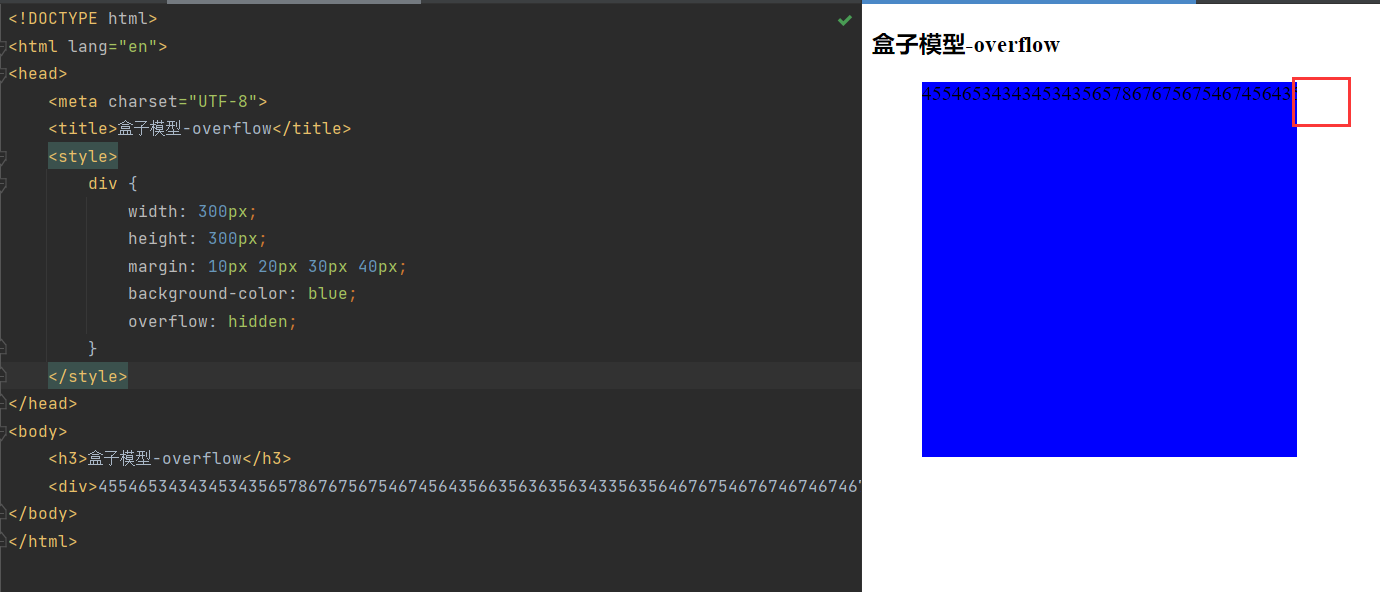 <!DOCTYPE html>
<html lang="en">
<head>
    <meta charset="UTF-8">
    <title>盒子模型-overflow</title>
    <style>
        div {
            width: 300px;
            height: 300px;
            margin: 10px 20px 30px 40px;
            background-color: blue;
            overflow: hidden;
        }
    </style>
</head>
<body>
    <h3>盒子模型-overflow</h3>
    <div>4554653434345343565786767567546745643566356363563433563564676754676746746746
</body>
</html>
盒子模型-overflow
4554653434345343565786767567546745643